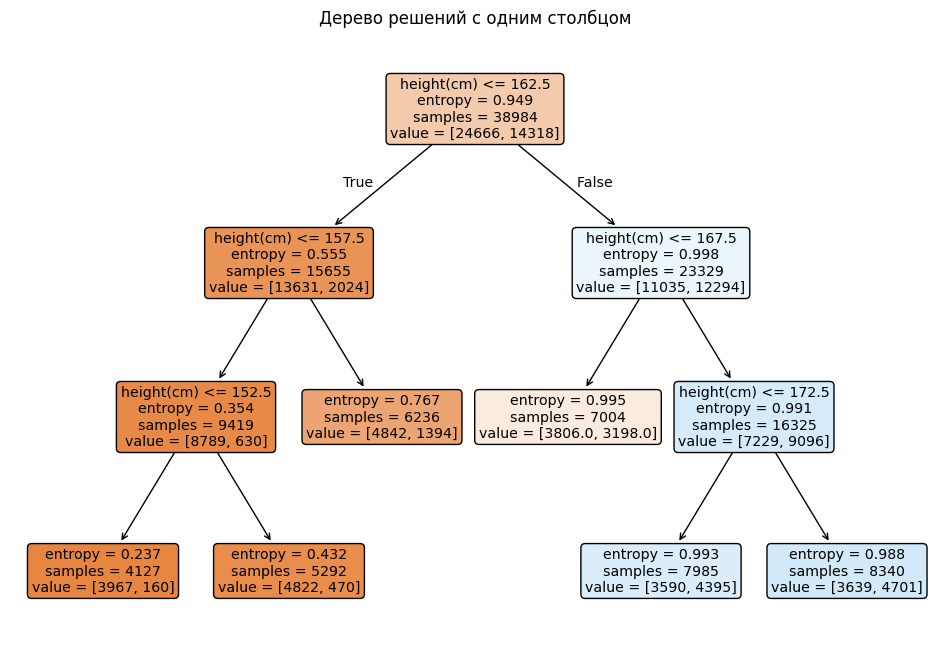 Дерево решений с одним столбцом
height(cm) <= 162.5
entropy = 0.949
samples = 38984
value = [24666, 14318]
True
False
height(cm) <= 157.5
entropy = 0.555
samples = 15655
value = [13631, 2024]
height(cm) <= 167.5
entropy = 0.998
samples = 23329
value = [11035, 12294]
height(cm) <= 152.5
entropy = 0.354
samples = 9419
value = [8789, 630]
entropy = 0.767
samples = 6236
value = [4842, 1394]
entropy = 0.995
samples = 7004
value = [3806.0, 3198.0]
height(cm) <= 172.5
entropy = 0.991
samples = 16325
value = [7229, 9096]
entropy = 0.237
samples = 4127
value = [3967, 160]
entropy = 0.432
samples = 5292
value = [4822, 470]
entropy = 0.993
samples = 7985
value = [3590, 4395]
entropy = 0.988
samples = 8340
value = [3639, 4701]